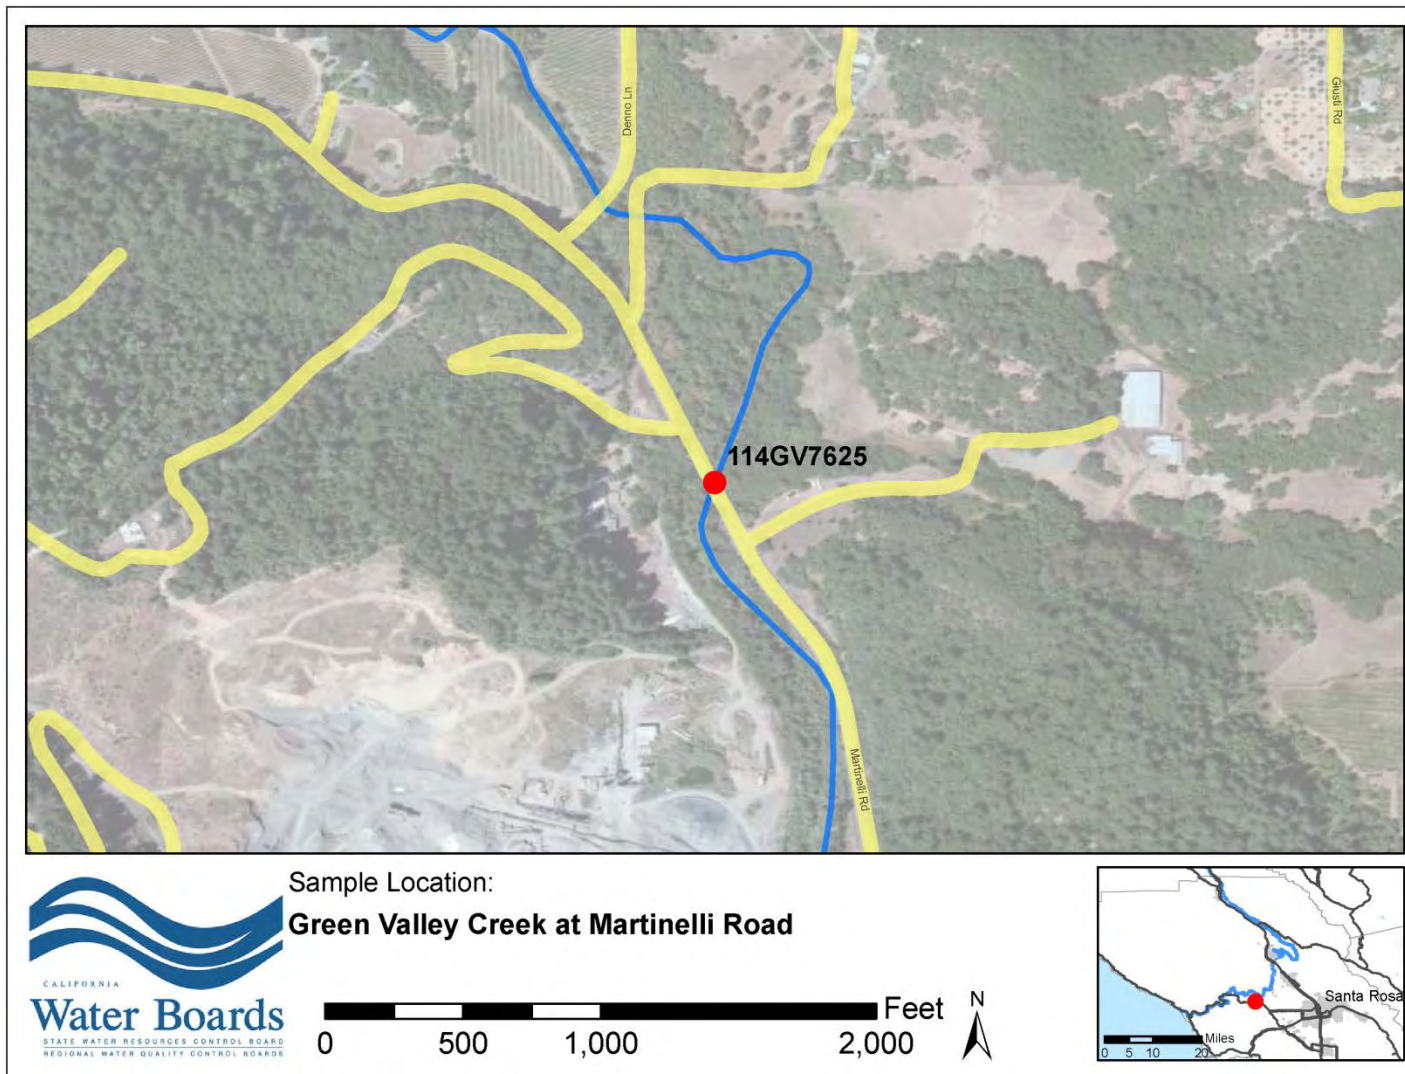 Denno Ln
Giusti Rd
114GV7625
Martinelli Rd
Sample Location:
Green Valley Creek at Martinelli Road
CALIFORNIA
Water Boards
STATE WATER RESOURCES CONTROL BOARD
REGIONAL WATER QUALITY CONTROL BOARDS
Feet
0 500 1,000 2,000
N
Santa Rosa
Miles
0 5 10 20